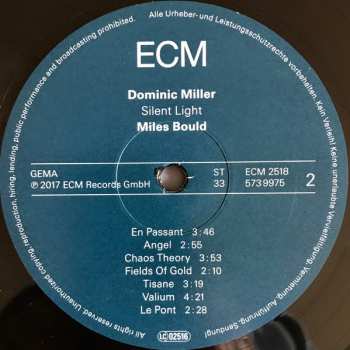 ECM
Dominic Miller
Silent Light
Miles Bould
GEMA ST ECM 2518
℗ 2017 ECM Records GmbH 33 573 9975 2
En Passant 3:46
Angel 2:55
Chaos Theory 3:53
Fields Of Gold 2:10
Tisane 3:19
Valium 4:21
Le Pont 2:28
LC 02516
Alle Urheber- und Leistungsschutzrechte vorbehalten. Kein Verleih! Keine unerlaubte Vervielfältigung, Vermietung, Aufführung, Sendung!
All rights reserved. Unauthorized copying, reproduction, hiring, lending, public performance and broadcasting prohibited.